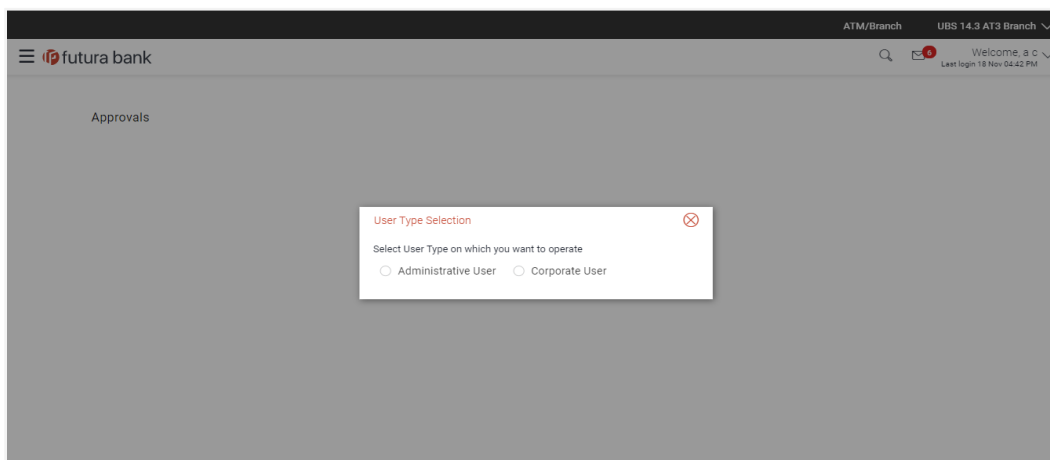 ATM/Branch UBS 14.3 AT3 Branch
futura bank
6
Welcome, a c
Last login 18 Nov 04:42 PM
Approvals
User Type Selection
Select User Type on which you want to operate
Administrative User Corporate User